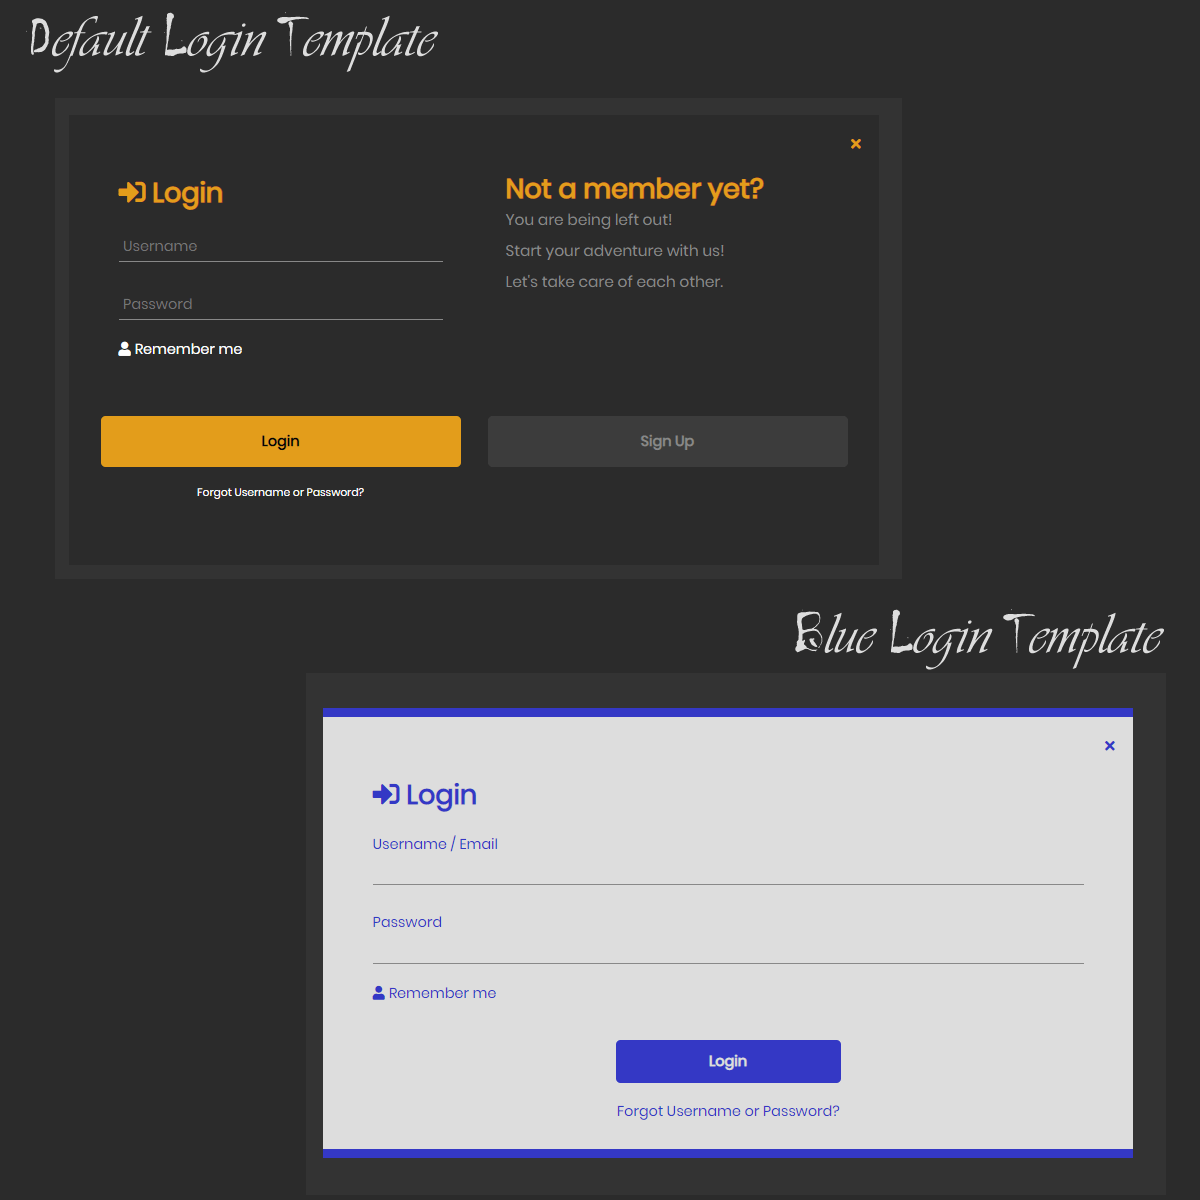 Default Login Template
Login
Username
Password
Remember me
Login
Forgot Username or Password?
Not a member yet?
You are being left out!
Start your adventure with us!
Let's take care of each other.
Sign Up
Blue Login Template
Login
Username / Email
Password
Remember me
Login
Forgot Username or Password?